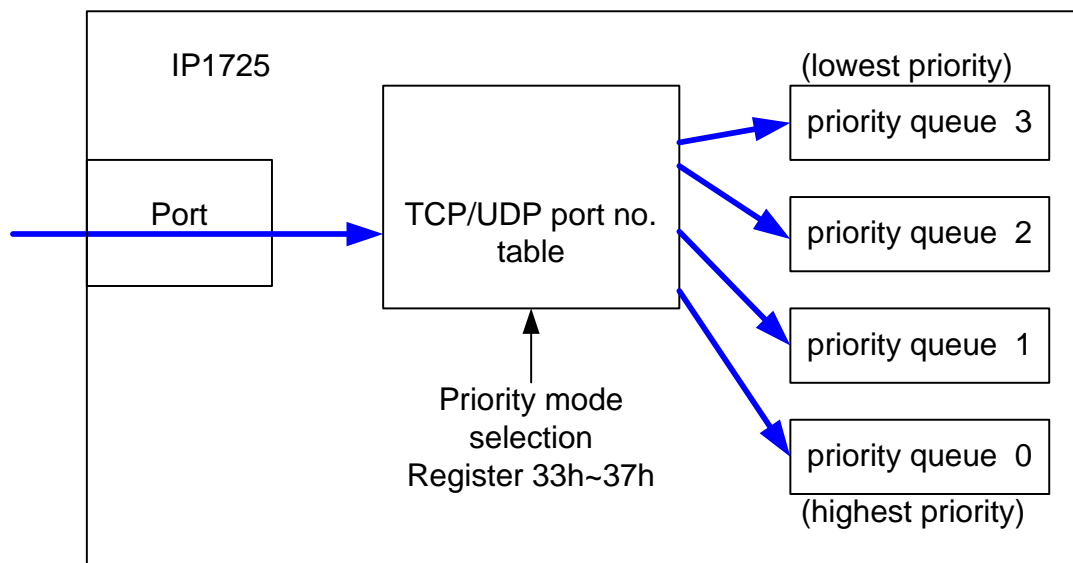 IP1725
(lowest priority)
priority queue 3
Port
TCP/UDP port no.
table
priority queue 2
priority queue 1
Priority mode
selection
Register 33h~37h
priority queue 0
(highest priority)